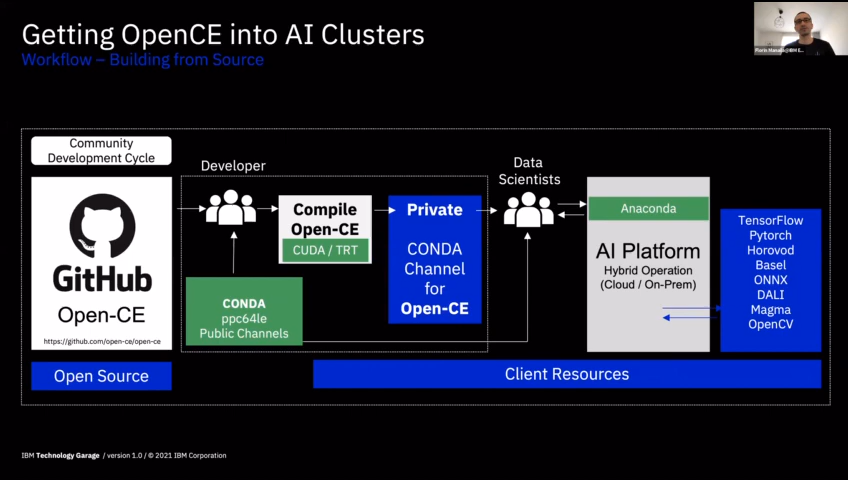 Getting OpenCE into AI Clusters
Workflow – Building from Source
Community
Development Cycle
GitHub
Open-CE
https://github.com/open-ce/open-ce
Open Source
Developer
Compile
Open-CE
CUDA / TRT
CONDA
ppc64le
Public Channels
Private
CONDA
Channel
for
Open-CE
Data
Scientists
Anaconda
AI Platform
Hybrid Operation
(Cloud / On-Prem)
TensorFlow
Pytorch
Horovod
Basel
ONNX
DALI
Magma
OpenCV
Client Resources
IBM Technology Garage / version 1.0 / © 2021 IBM Corporation